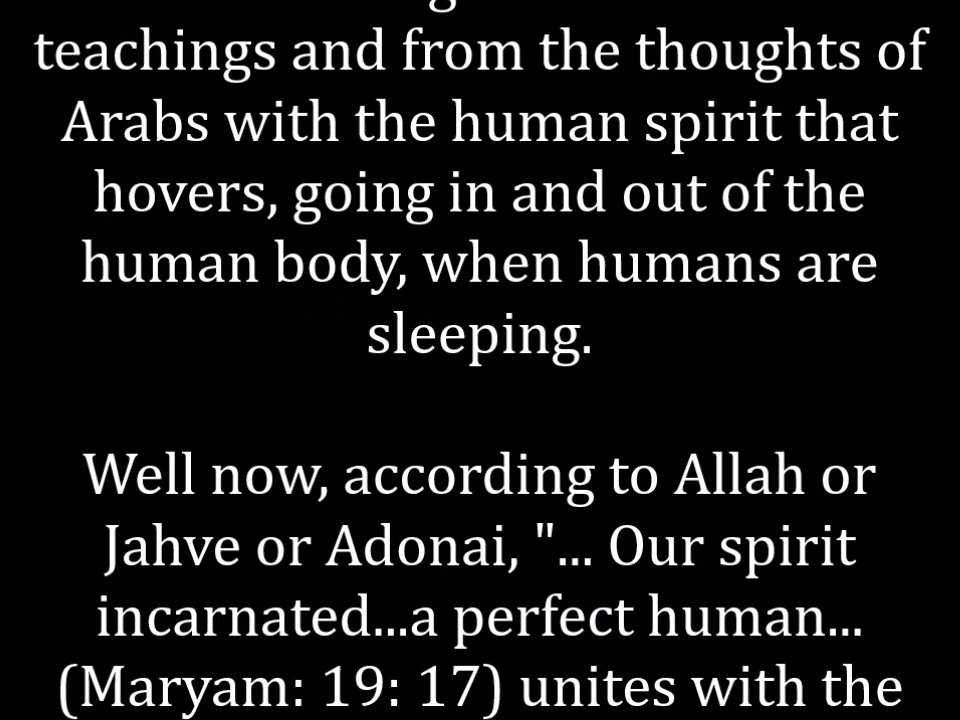 teachings and from the thoughts of
Arabs with the human spirit that
hovers, going in and out of the
human body, when humans are
sleeping.
Well now, according to Allah or
Jahve or Adonai, "... Our spirit
incarnated...a perfect human...
(Maryam: 19: 17) unites with the